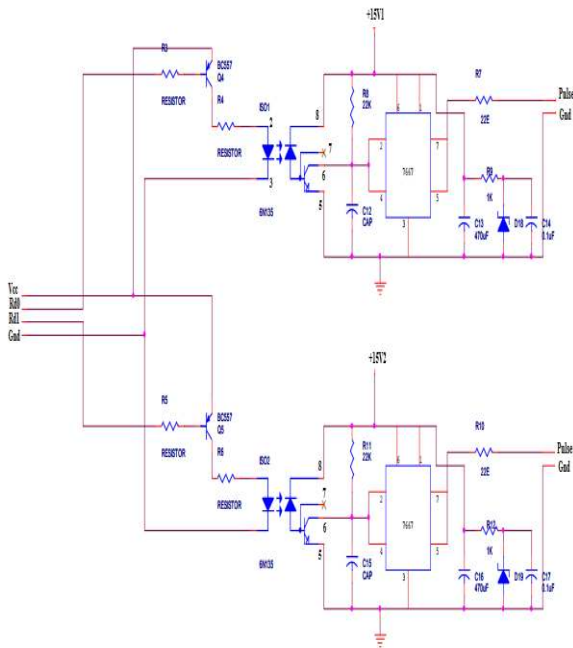 +15V1
R3
BC557
Q4
RESISTOR
R4
RESISTOR
ISO1
2
3
6N135
8
7
6
5
R8
22K
C12
CAP
6
1
2
4
7667
7
5
3
R7
22E
Pulse
Gnd
R9
1K
C13
470uF
D18
C14
0.1uF
Vcc
Rd0
Rd1
Gnd
+15V2
R5
BC557
Q5
RESISTOR
R6
RESISTOR
ISO2
6N135
8
7
6
5
R11
22K
C15
CAP
6
1
2
4
7667
7
5
3
R10
22E
Pulse
Gnd
R12
1K
C16
470uF
D19
C17
0.1uF